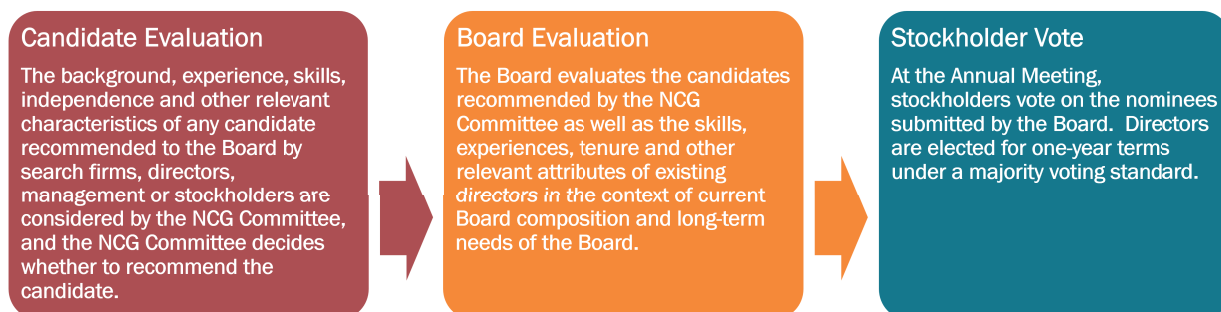 Candidate Evaluation
The background, experience, skills,
independence and other relevant
characteristics of any candidate
recommended to the Board by
search firms, directors,
management or stockholders are
considered by the NCG Committee,
and the NCG Committee decides
whether to recommend the
candidate.
Board Evaluation
The Board evaluates the candidates
recommended by the NCG
Committee as well as the skills,
experiences, tenure and other
relevant attributes of existing
directors in the context of current
Board composition and long-term
needs of the Board.
Stockholder Vote
At the Annual Meeting,
stockholders vote on the nominees
submitted by the Board. Directors
are elected for one-year terms
under a majority voting standard.